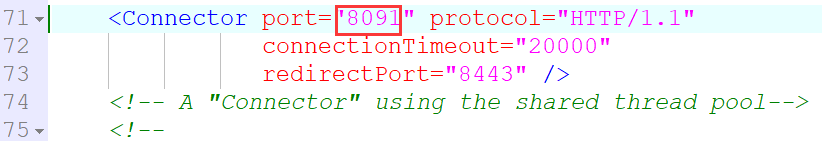 71 <Connector port="8091" protocol="HTTP/1.1"
72 connectionTimeout="20000"
73 redirectPort="8443" />
74 <!-- A "Connector" using the shared thread pool-->
75 <!--